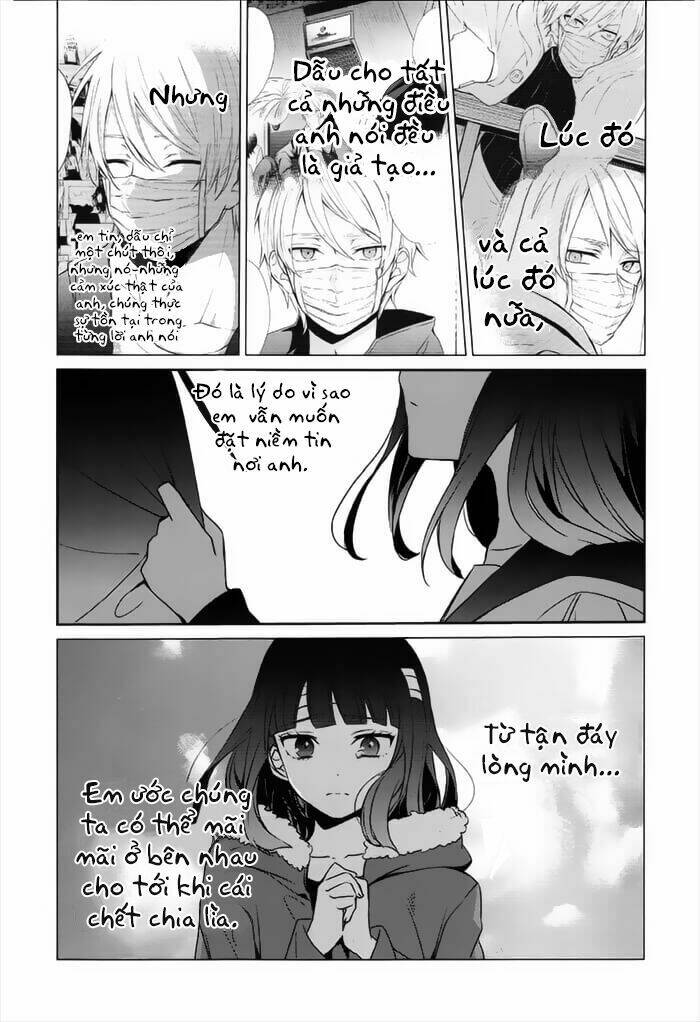 Lúc đó
và cả
lúc đó
nữa,
Dẫu cho tất
cả những điều
anh nói đều
là giả tạo...
Nhưng
em tin, dẫu chỉ
một chút thôi,
nhưng nó-những
cảm xúc thật của
anh, chúng thực
sự tồn tại trong
từng lời anh nói
Đó là lý do vì sao
em vẫn muốn
đặt niềm tin
nơi anh.
Từ tận đáy
lòng mình...
Em ước chúng
ta có thể mãi
mãi ở bên nhau
cho tới khi cái
chết chia lìa.